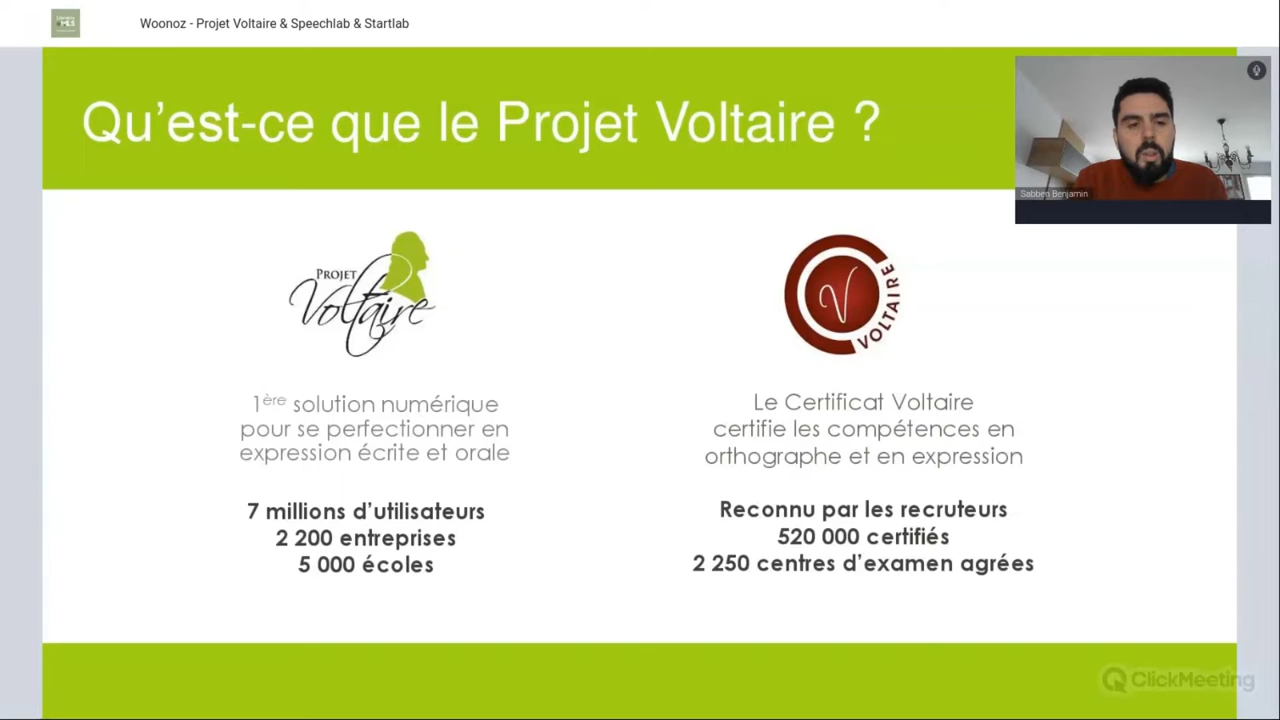 Woonoz - Projet Voltaire & Speechlab & Startlab
Qu'est-ce que le Projet Voltaire ?
Sabben Benjamin
PROJET
Voltaire
V
VOLTAIRE
1ère solution numérique
pour se perfectionner en
expression écrite et orale
7 millions d'utilisateurs
2 200 entreprises
5 000 écoles
Le Certificat Voltaire
certifie les compétences en
orthographe et en expression
Reconnu par les recruteurs
520 000 certifiés
2 250 centres d'examen agrées
ClickMeeting